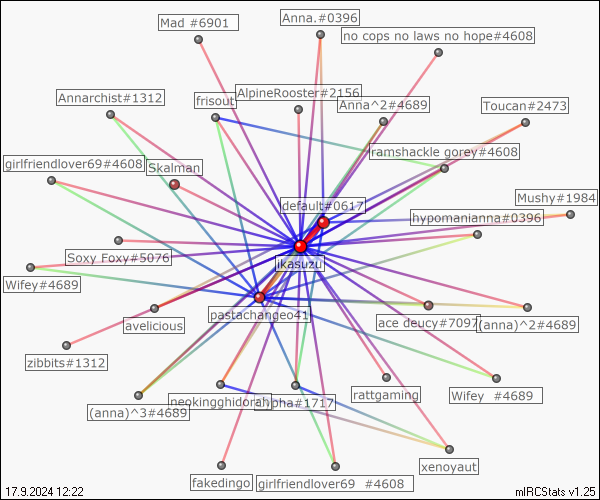 Mad #6901
Anna.#0396
no cops no laws no hope#4608
Annarchist#1312
frisout
AlpineRooster#2156
Anna^2#4689
Toucan#2473
girlfriendlover69#4608
Skalman
ramshackle gorey#4608
default#0617
Mushy#1984
hypomanianna#0396
Soxy Foxy#5076
ikasuzu
Wifey#4689
pastachangeo41
avelicious
ace deucy#7097
(anna)^2#4689
zibbits#1312
(anna)^3#4689
alpha#1717
rattgaming
Wifey #4689
xenoyaut
fakedingo
girlfriendlover69 #4608
17.9.2024 12:22
mIRCStats v1.25